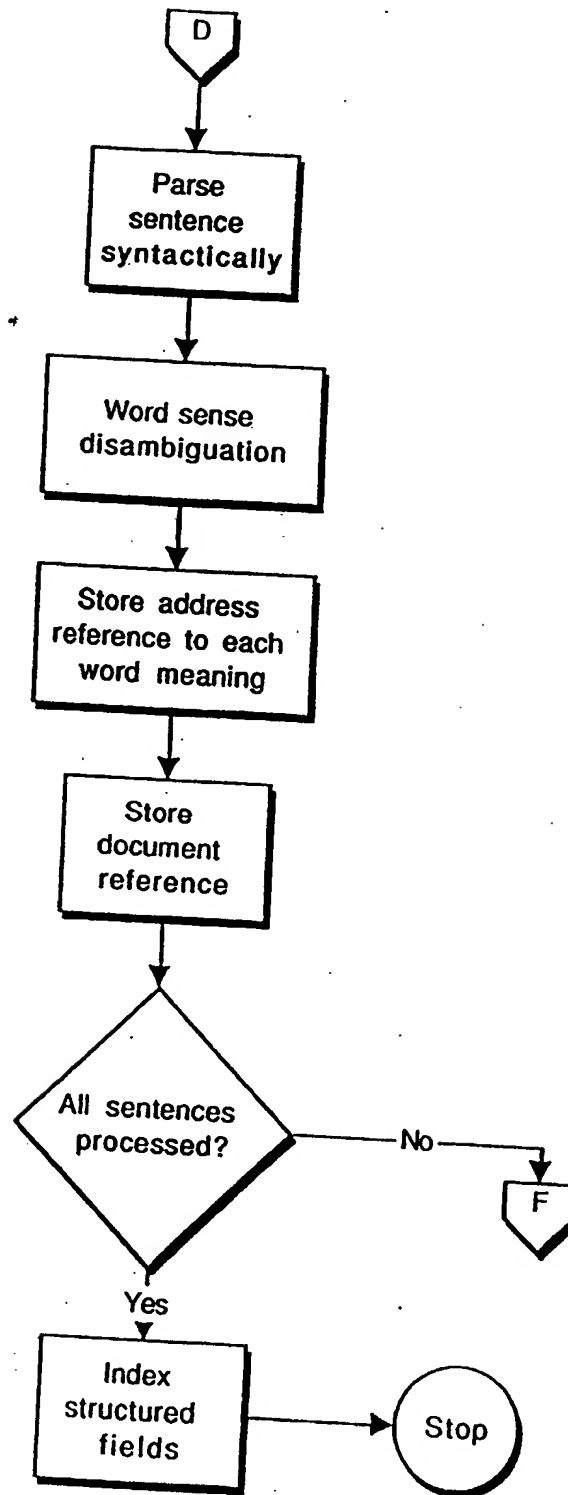 D
Parse
sentence
syntactically
Word sense
disambiguation
Store address
reference to each
word meaning
Store
document
reference
All sentences
processed?
No
F
Yes
Index
structured
fields
Stop